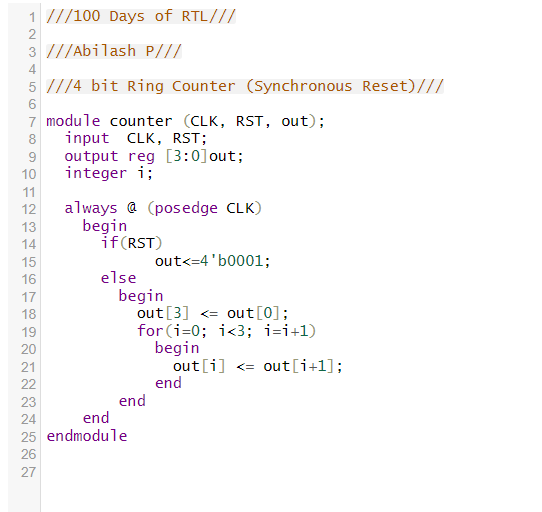 1 ///100 Days of RTL///
2
3 ///Abilash P///
4
5 ///4 bit Ring Counter (Synchronous Reset)///
6
7 module counter (CLK, RST, out);
8   input  CLK, RST;
9   output reg [3:0]out;
10   integer i;
11
12   always @ (posedge CLK)
13     begin
14       if(RST)
15             out<=4'b0001;
16       else
17         begin
18           out[3] <= out[0];
19           for(i=0; i<3; i=i+1)
20             begin
21               out[i] <= out[i+1];
22             end
23         end
24     end
25 endmodule
26
27